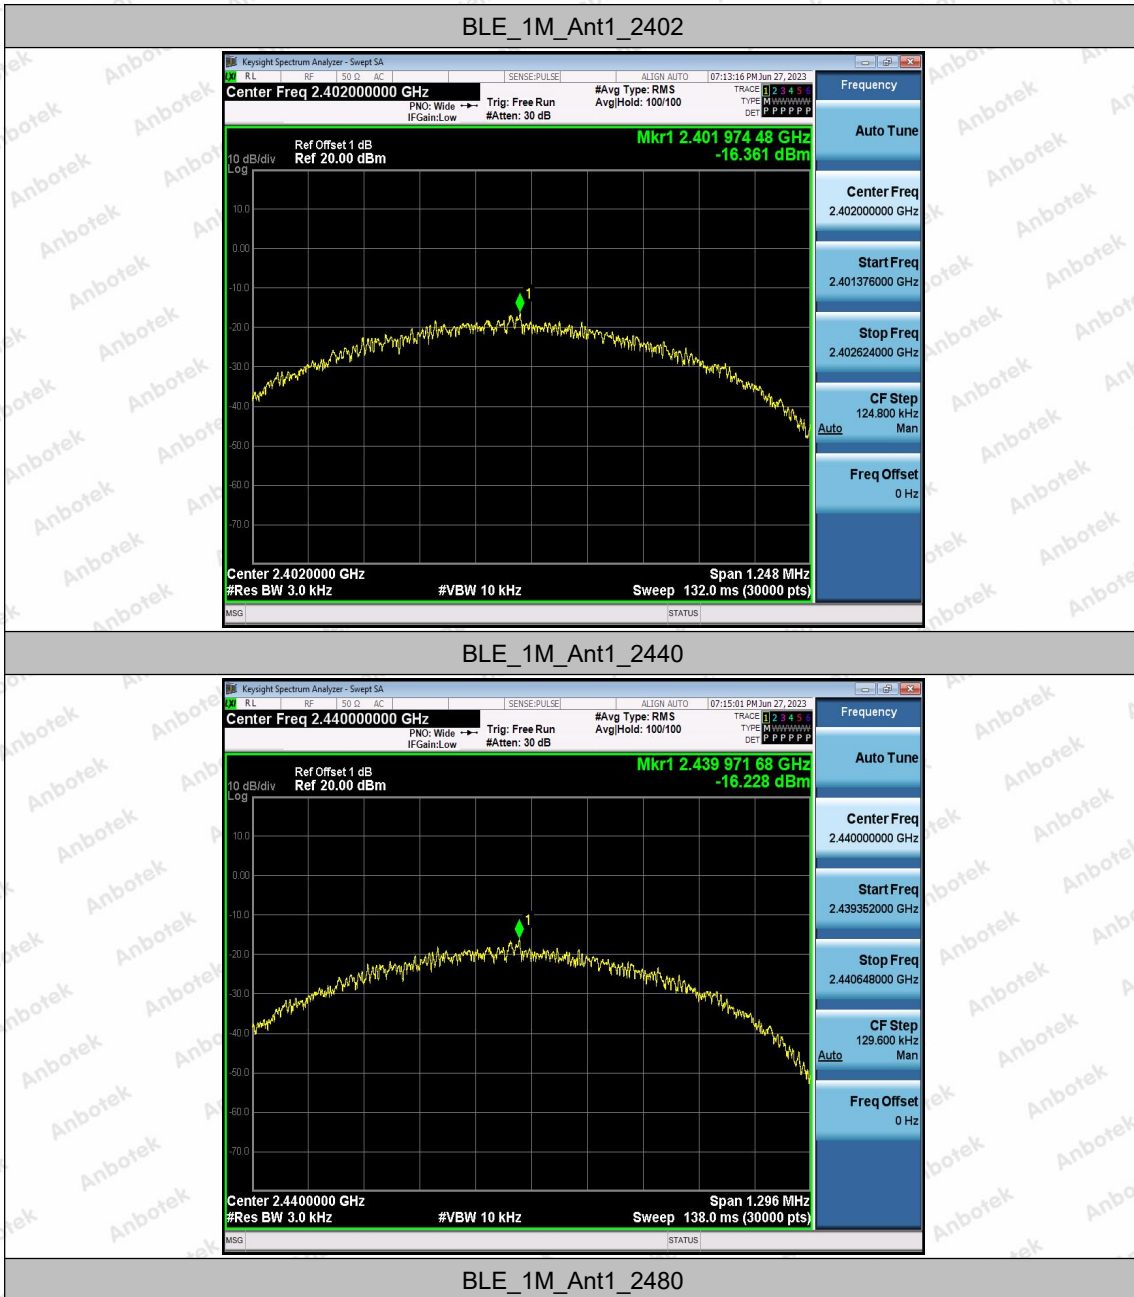 BLE_1M_Ant1_2402
Keysight Spectrum Analyzer - Swept SA
LXI RL RF 50 Ω AC SENSE:PULSE ALIGN AUTO 07:13:16 PM Jun 27, 2023
Center Freq 2.402000000 GHz
PNO: Wide
IFGain:Low
Trig: Free Run
#Atten: 30 dB
#Avg Type: RMS
Avg|Hold: 100/100
TRACE 1 2 3 4 5 6
TYPE M WWWWW
DET P P P P P P
Mkr1 2.401 974 48 GHz
-16.361 dBm
Ref Offset 1 dB
10 dB/div Ref 20.00 dBm
Log
10.0
0.00
-10.0
1
-20.0
-30.0
-40.0
-50.0
-60.0
-70.0
Center 2.4020000 GHz
Span 1.248 MHz
#Res BW 3.0 kHz
#VBW 10 kHz
Sweep 132.0 ms (30000 pts)
MSG
STATUS
Frequency
Auto Tune
Center Freq
2.402000000 GHz
Start Freq
2.401376000 GHz
Stop Freq
2.402624000 GHz
CF Step
124.800 kHz
Auto Man
Freq Offset
0 Hz
BLE_1M_Ant1_2440
Keysight Spectrum Analyzer - Swept SA
LXI RL RF 50 Ω AC SENSE:PULSE ALIGN AUTO 07:15:01 PM Jun 27, 2023
Center Freq 2.440000000 GHz
PNO: Wide
IFGain:Low
Trig: Free Run
#Atten: 30 dB
#Avg Type: RMS
Avg|Hold: 100/100
TRACE 1 2 3 4 5 6
TYPE M WWWWW
DET P P P P P P
Mkr1 2.439 971 68 GHz
-16.228 dBm
Ref Offset 1 dB
10 dB/div Ref 20.00 dBm
Log
10.0
0.00
-10.0
1
-20.0
-30.0
-40.0
-50.0
-60.0
-70.0
Center 2.4400000 GHz
Span 1.296 MHz
#Res BW 3.0 kHz
#VBW 10 kHz
Sweep 138.0 ms (30000 pts)
MSG
STATUS
Frequency
Auto Tune
Center Freq
2.440000000 GHz
Start Freq
2.439352000 GHz
Stop Freq
2.440648000 GHz
CF Step
129.600 kHz
Auto Man
Freq Offset
0 Hz
BLE_1M_Ant1_2480
Anbotek